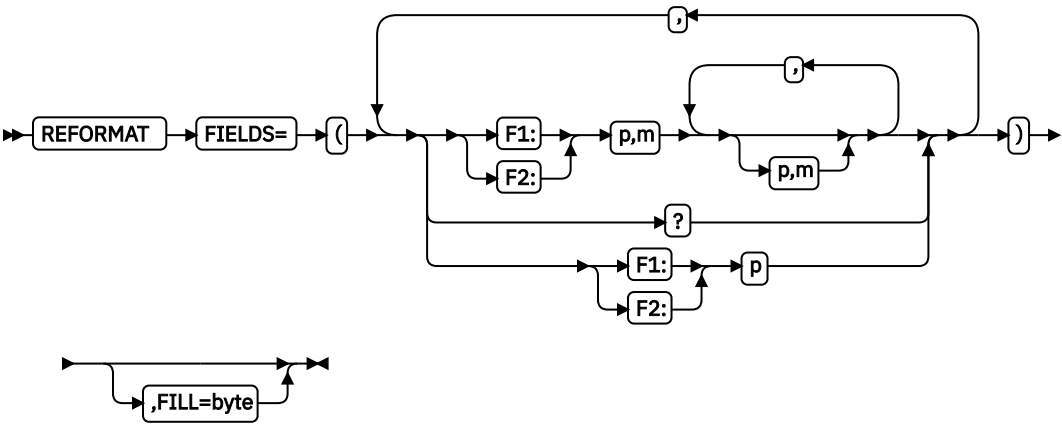 ,
,
REFORMAT FIELDS= ( F1: p,m )
F2: p,m
?
F1: p
F2:
,FILL=byte